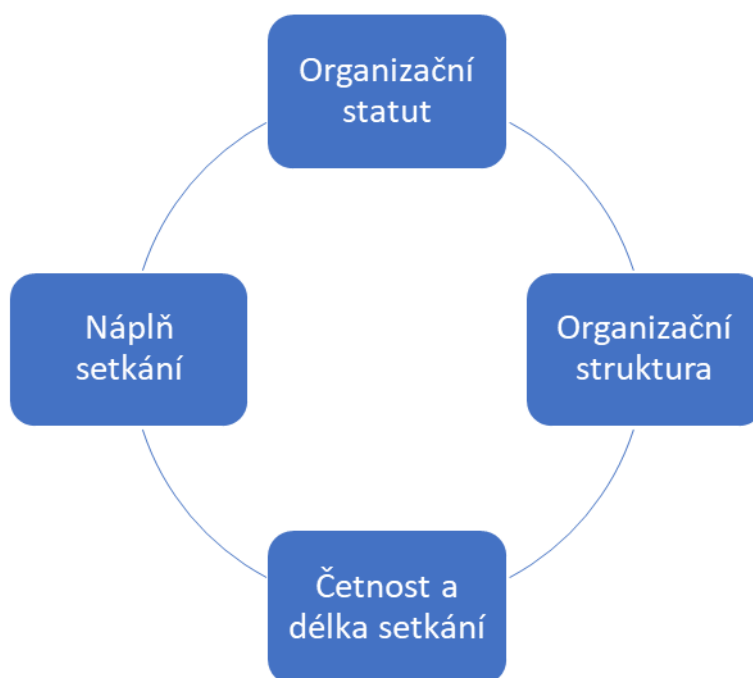 Organizační
statut
Náplň
setkání
Organizační
struktura
Četnost a
délka setkání